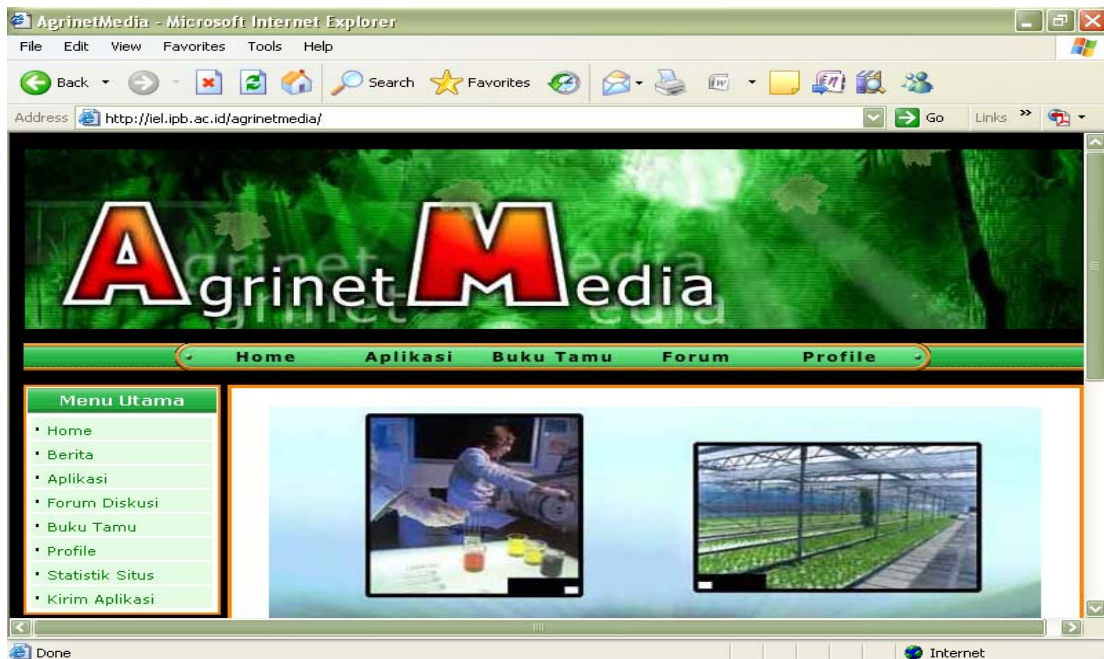 AgrinetMedia - Microsoft Internet Explorer
File Edit View Favorites Tools Help
Back Search Favorites
Address http://iel.ipb.ac.id/agrinetmedia/ Go Links »
Agrinet Media
Home Aplikasi Buku Tamu Forum Profile
Menu Utama
Home
Berita
Aplikasi
Forum Diskusi
Buku Tamu
Profile
Statistik Situs
Kirim Aplikasi
Done Internet